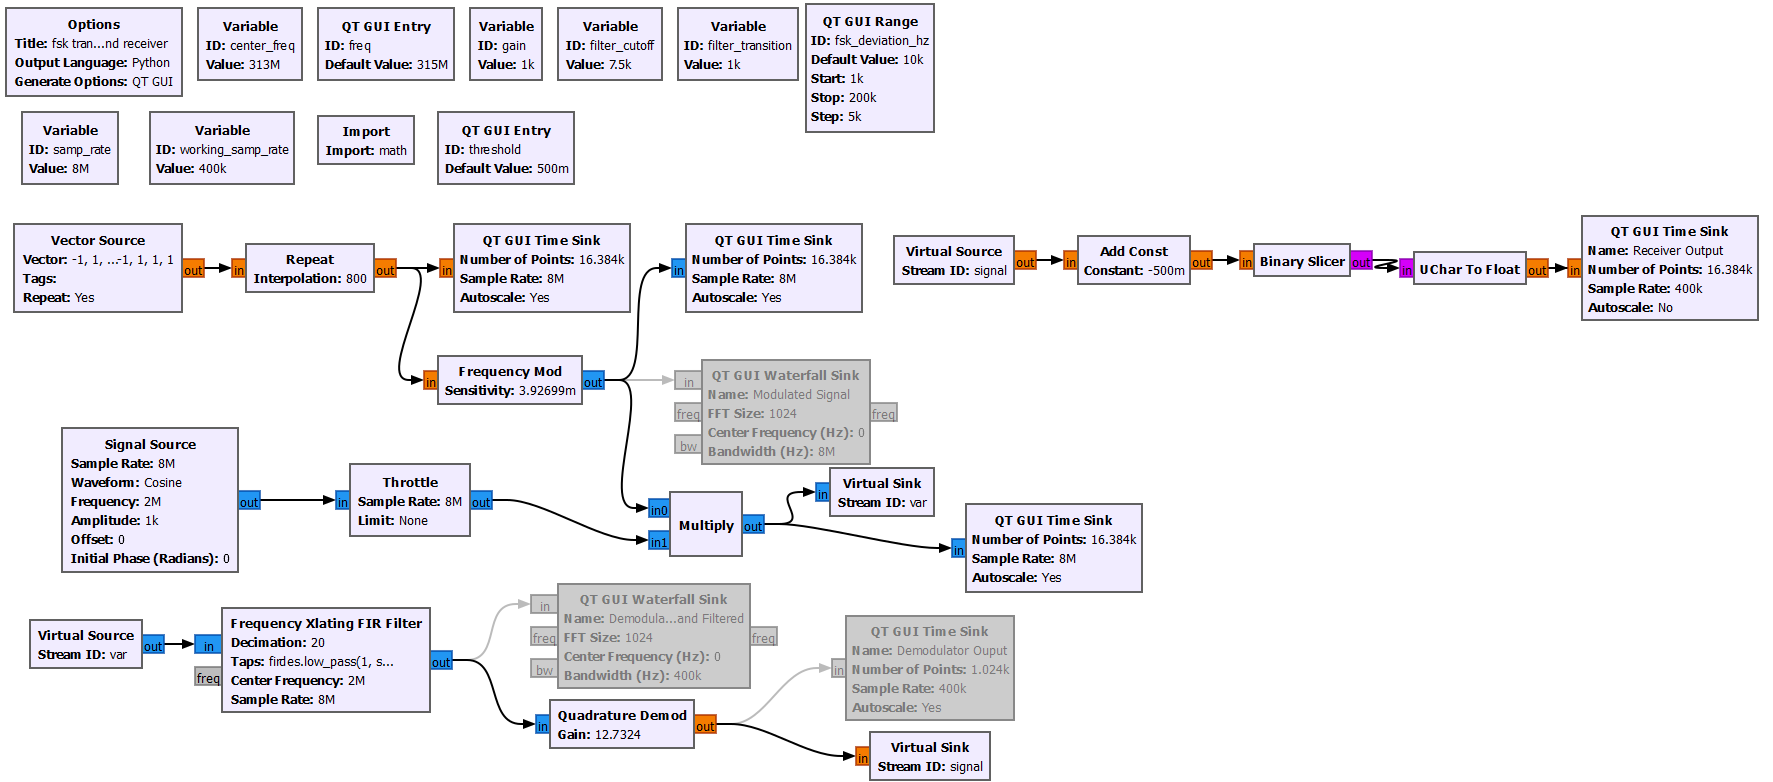 Options
Title: fsk tran...nd receiver
Output Language: Python
Generate Options: QT GUI
Variable
ID: center_freq
Value: 313M
QT GUI Entry
ID: freq
Default Value: 315M
Variable
ID: gain
Value: 1k
Variable
ID: filter_cutoff
Value: 7.5k
Variable
ID: filter_transition
Value: 1k
QT GUI Range
ID: fsk_deviation_hz
Default Value: 10k
Start: 1k
Stop: 200k
Step: 5k
Variable
ID: samp_rate
Value: 8M
Variable
ID: working_samp_rate
Value: 400k
Import
Import: math
QT GUI Entry
ID: threshold
Default Value: 500m
Vector Source
Vector: -1, 1, ...-1, 1, 1, 1
Tags:
Repeat: Yes
out
in
Repeat
Interpolation: 800
out
in
QT GUI Time Sink
Number of Points: 16.384k
Sample Rate: 8M
Autoscale: Yes
in
QT GUI Time Sink
Number of Points: 16.384k
Sample Rate: 8M
Autoscale: Yes
Virtual Source
Stream ID: signal
out
in
Add Const
Constant: -500m
out
in
Binary Slicer
out
in
UChar To Float
out
in
QT GUI Time Sink
Name: Receiver Output
Number of Points: 16.384k
Sample Rate: 400k
Autoscale: No
in
Frequency Mod
Sensitivity: 3.92699m
out
in
freq
bw
QT GUI Waterfall Sink
Name: Modulated Signal
FFT Size: 1024
Center Frequency (Hz): 0
Bandwidth (Hz): 8M
freq
Signal Source
Sample Rate: 8M
Waveform: Cosine
Frequency: 2M
Amplitude: 1k
Offset: 0
Initial Phase (Radians): 0
out
in
Throttle
Sample Rate: 8M
Limit: None
out
in0
in1
Multiply
out
in
Virtual Sink
Stream ID: var
in
QT GUI Time Sink
Number of Points: 16.384k
Sample Rate: 8M
Autoscale: Yes
Virtual Source
Stream ID: var
out
in
freq
Frequency Xlating FIR Filter
Decimation: 20
Taps: firdes.low_pass(1, s...
Center Frequency: 2M
Sample Rate: 8M
out
in
freq
bw
QT GUI Waterfall Sink
Name: Demodula...and Filtered
FFT Size: 1024
Center Frequency (Hz): 0
Bandwidth (Hz): 400k
freq
in
QT GUI Time Sink
Name: Demodulator Ouput
Number of Points: 1.024k
Sample Rate: 400k
Autoscale: Yes
in
Quadrature Demod
Gain: 12.7324
out
in
Virtual Sink
Stream ID: signal